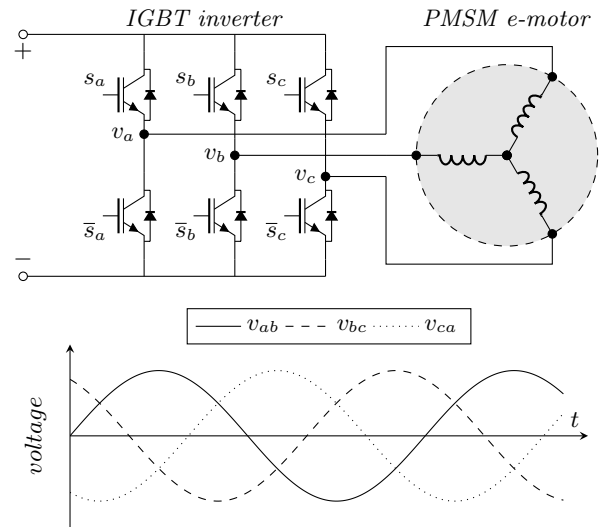 IGBT inverter
PMSM e-motor
+
s_a
s_b
s_c
v_a
v_b
v_c
s̅_a
s̅_b
s̅_c
−
v_ab
v_bc
v_ca
voltage
t